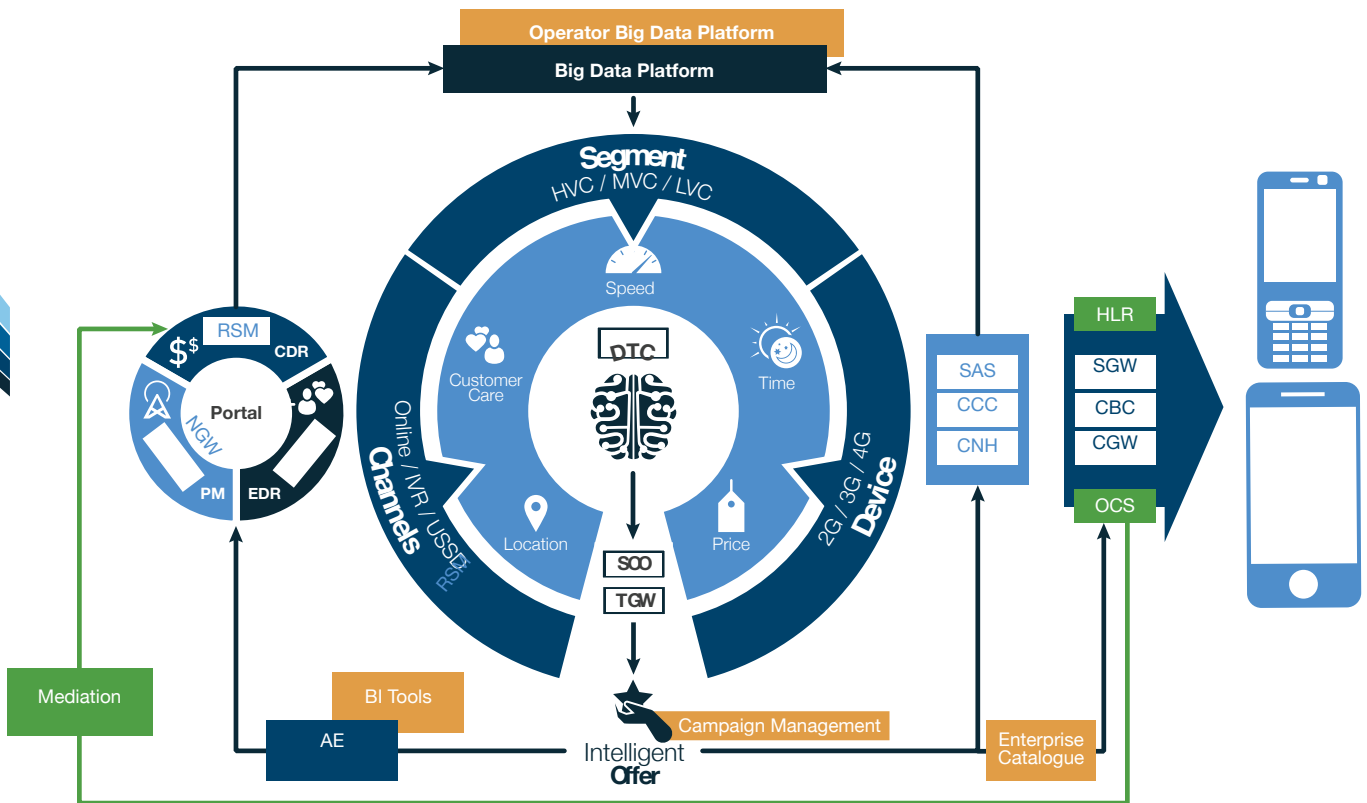 Operator Big Data Platform
Big Data Platform
Segment
HVC / MVC / LVC
Speed
DTC
Customer
Care
Time
Location
Price
Channels
Online / IVR / USSD
RSM
2G / 3G / 4G
Device
SOO
TGW
RSM
CDR
Portal
NGW
PM
EDR
SAS
CCC
CNH
HLR
SGW
CBC
CGW
OCS
Mediation
BI Tools
AE
Campaign Management
Intelligent
Offer
Enterprise
Catalogue
$$